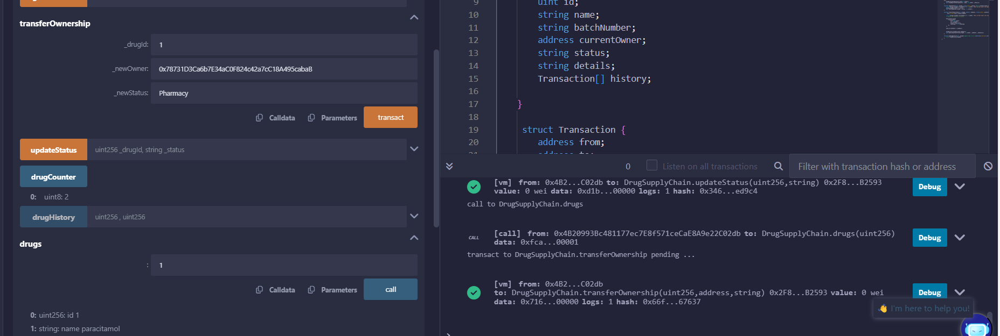 transferOwnership
_drugId:
1
_newOwner:
0x78731D3Ca6b7E34aC0F824c42a7cC18A495cabaB
_newStatus:
Pharmacy
Calldata
Parameters
transact
updateStatus
uint256 _drugId, string _status
drugCounter
0: uint8: 2
drugHistory
uint256 , uint256
drugs
:
1
Calldata
Parameters
call
0: uint256: id 1
1: string: name paracitamol
9 uint id;
10 string name;
11 string batchNumber;
12 address currentOwner;
13 string status;
14 string details;
15 Transaction[] history;
16
17 }
18
19 struct Transaction {
20 address from;
21 address to;
0
Listen on all transactions
Filter with transaction hash or address
[vm] from: 0x4B2...C02db to: DrugSupplyChain.updateStatus(uint256,string) 0x2F8...B2593
value: 0 wei data: 0xd1b...00000 logs: 1 hash: 0x346...ed9c4
Debug
call to DrugSupplyChain.drugs
CALL
[call] from: 0x4B20993Bc481177ec7E8f571ceCaE8A9e22C02db to: DrugSupplyChain.drugs(uint256)
data: 0xfca...00001
Debug
transact to DrugSupplyChain.transferOwnership pending ...
[vm] from: 0x4B2...C02db
to: DrugSupplyChain.transferOwnership(uint256,address,string) 0x2F8...B2593 value: 0 wei
data: 0x716...00000 logs: 1 hash: 0x66f...67637
Debug
👋 I'm here to help you!
>